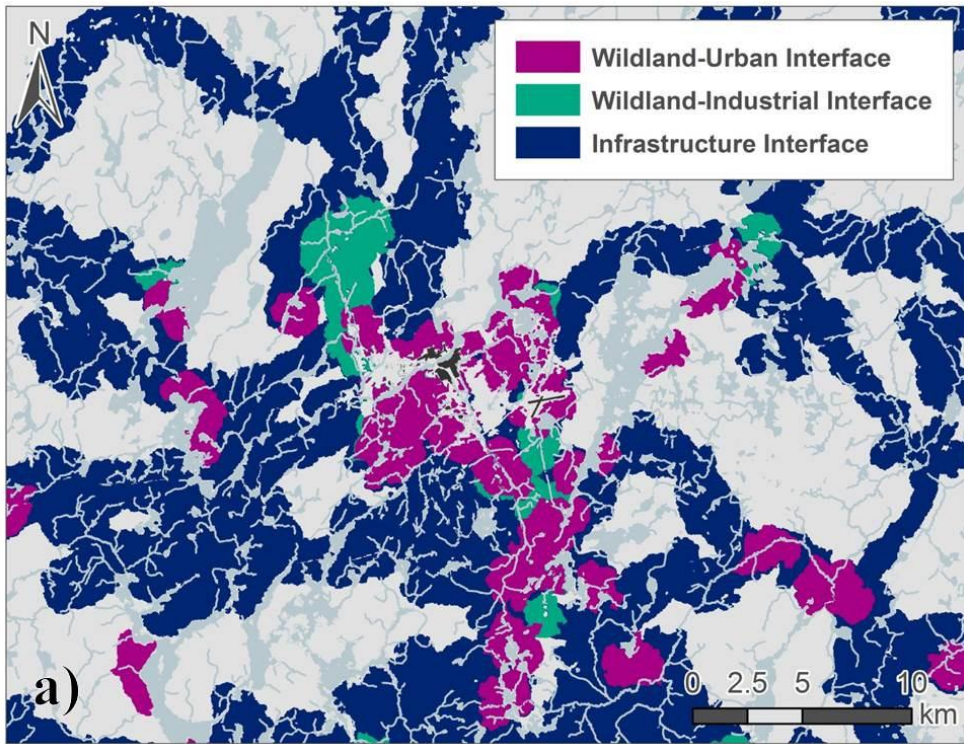 N
Wildland-Urban Interface
Wildland-Industrial Interface
Infrastructure Interface
a)
0 2.5 5 10
km